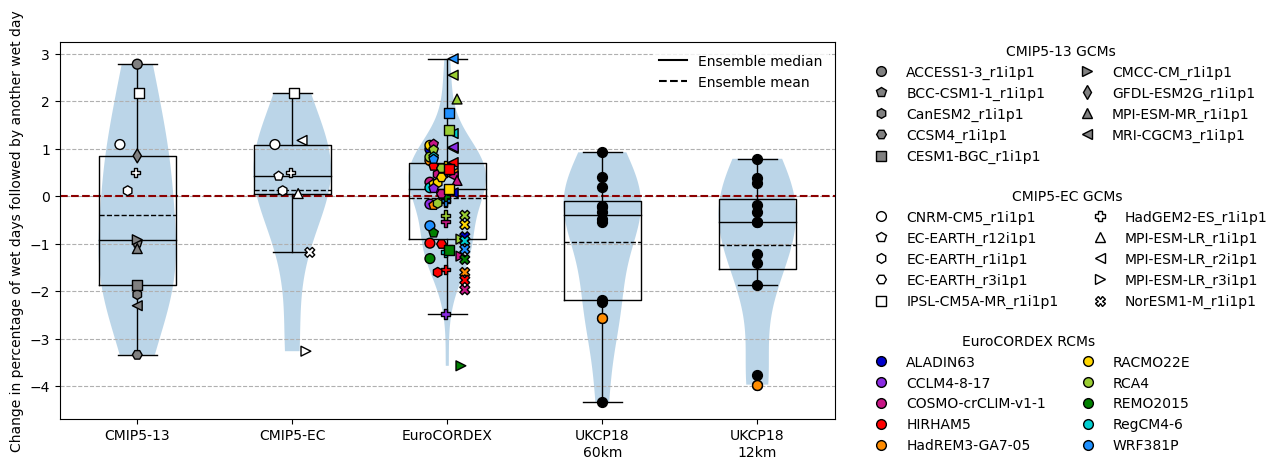 Change in percentage of wet days followed by another wet day
3
2
1
0
−1
−2
−3
−4
Ensemble median
Ensemble mean
CMIP5-13
CMIP5-EC
EuroCORDEX
UKCP18
60km
UKCP18
12km
CMIP5-13 GCMs
ACCESS1-3_r1i1p1
BCC-CSM1-1_r1i1p1
CanESM2_r1i1p1
CCSM4_r1i1p1
CESM1-BGC_r1i1p1
CMCC-CM_r1i1p1
GFDL-ESM2G_r1i1p1
MPI-ESM-MR_r1i1p1
MRI-CGCM3_r1i1p1
CMIP5-EC GCMs
CNRM-CM5_r1i1p1
EC-EARTH_r12i1p1
EC-EARTH_r1i1p1
EC-EARTH_r3i1p1
IPSL-CM5A-MR_r1i1p1
HadGEM2-ES_r1i1p1
MPI-ESM-LR_r1i1p1
MPI-ESM-LR_r2i1p1
MPI-ESM-LR_r3i1p1
NorESM1-M_r1i1p1
EuroCORDEX RCMs
ALADIN63
CCLM4-8-17
COSMO-crCLIM-v1-1
HIRHAM5
HadREM3-GA7-05
RACMO22E
RCA4
REMO2015
RegCM4-6
WRF381P